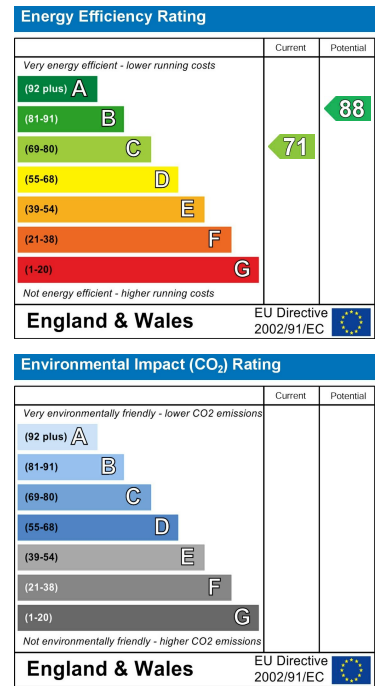 Energy Efficiency Rating
Current Potential
Very energy efficient - lower running costs
(92 plus) A
(81-91) B
(69-80) C
(55-68) D
(39-54) E
(21-38) F
(1-20) G
71
88
Not energy efficient - higher running costs
England & Wales
EU Directive
2002/91/EC
Environmental Impact (CO₂) Rating
Current Potential
Very environmentally friendly - lower CO2 emissions
(92 plus) A
(81-91) B
(69-80) C
(55-68) D
(39-54) E
(21-38) F
(1-20) G
Not environmentally friendly - higher CO2 emissions
England & Wales
EU Directive
2002/91/EC